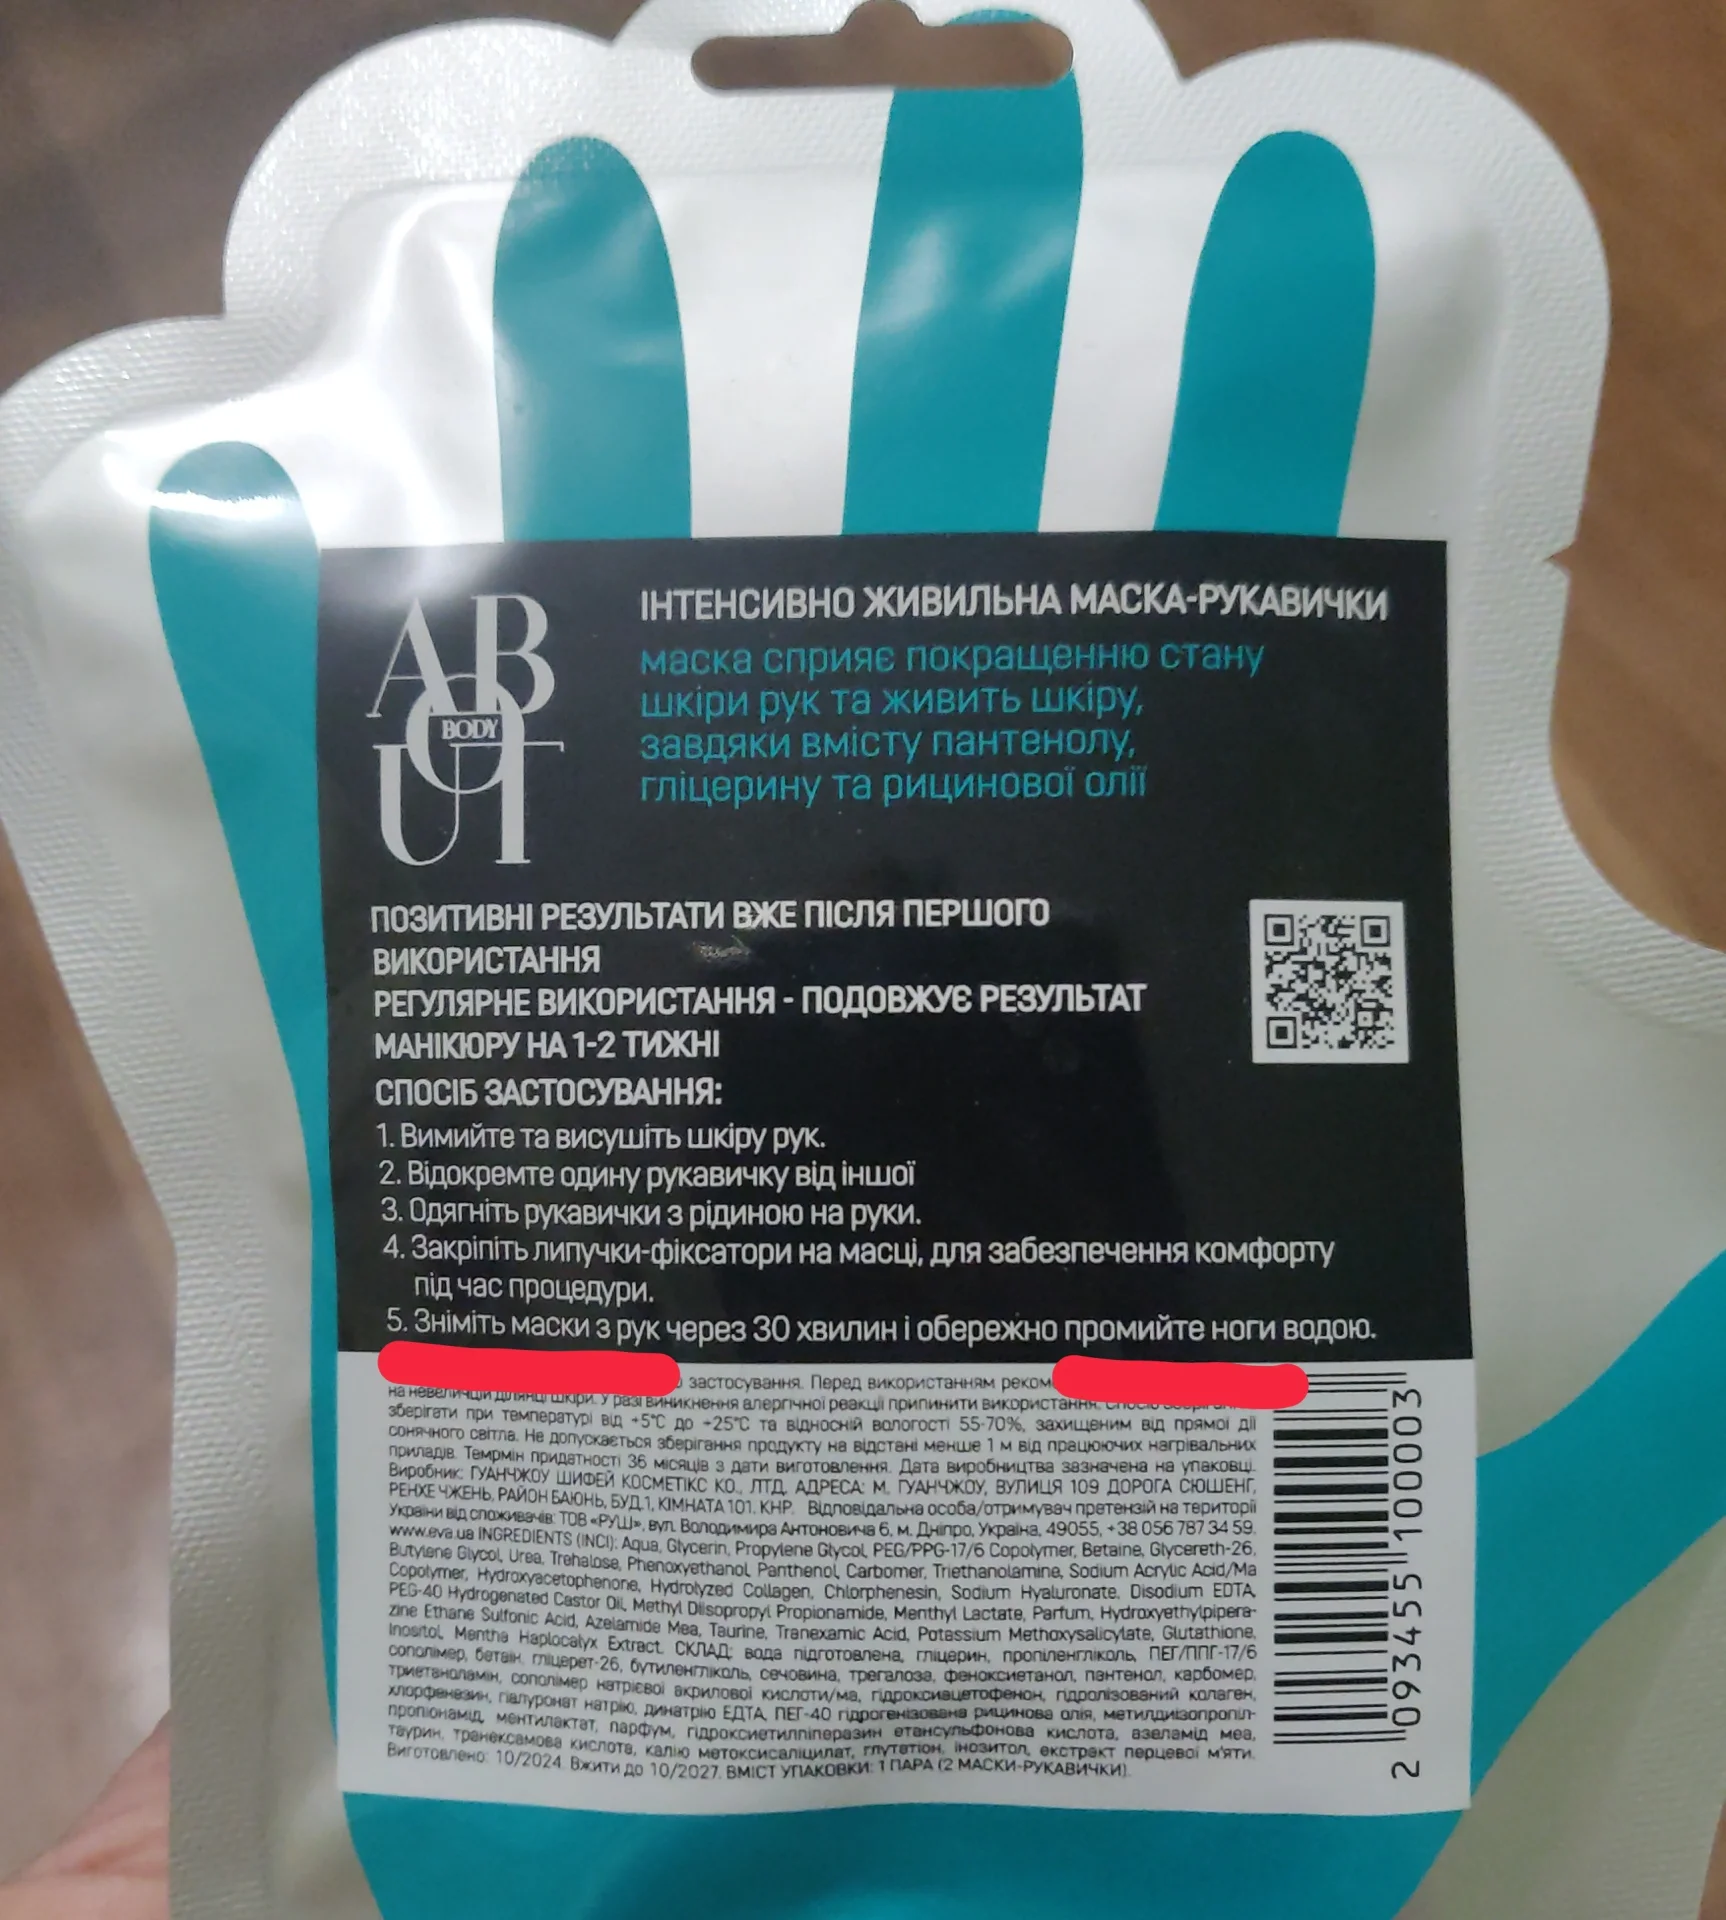 ABOUT
BODY
ІНТЕНСИВНО ЖИВИЛЬНА МАСКА-РУКАВИЧКИ
маска сприяє покращенню стану
шкіри рук та живить шкіру,
завдяки вмісту пантенолу,
гліцерину та рицинової олії
ПОЗИТИВНІ РЕЗУЛЬТАТИ ВЖЕ ПІСЛЯ ПЕРШОГО
ВИКОРИСТАННЯ
РЕГУЛЯРНЕ ВИКОРИСТАННЯ - ПОДОВЖУЄ РЕЗУЛЬТАТ
МАНІКЮРУ НА 1-2 ТИЖНІ
СПОСІБ ЗАСТОСУВАННЯ:
1. Вимийте та висушіть шкіру рук.
2. Відокремте одину рукавичку від іншої
3. Одягніть рукавички з рідиною на руки.
4. Закріпіть липучки-фіксатори на масці, для забезпечення комфорту
під час процедури.
5. Зніміть маски з рук через 30 хвилин і обережно промийте ноги водою.
застосування. Перед використанням
на невеличкій ділянці шкіри. У разі виникнення алергічної реакції припинити використання.
зберігати при температурі від +5°C до +25°C та відносній вологості 55-70%, захищеним від прямої дії
сонячного світла. Не допускається зберігання продукту на відстані менше 1 м від працюючих нагрівальних
приладів. Темрмін придатності 36 місяців з дати виготовлення. Дата виробництва зазначена на упаковці.
Виробник: ГУАНЧЖОУ ШИФЕЙ КОСМЕТІКС КО., ЛТД. АДРЕСА: М. ГУАНЧЖОУ, ВУЛИЦЯ 109 ДОРОГА СЮШЕНГ,
РЕНХЕ ЧЖЕНЬ, РАЙОН БАЮНЬ, БУД.1, КІМНАТА 101. КНР. Відповідальна особа/отримувач претензій на території
України від споживачів: ТОВ «РУШ», вул. Володимира Антоновича 6, м. Дніпро, Україна, 49055, +38 056 787 34 59.
www.eva.ua INGREDIENTS (INCI): Aqua, Glycerin, Propylene Glycol, PEG/PPG-17/6 Copolymer, Betaine, Glycereth-26,
Butylene Glycol, Urea, Trehalose, Phenoxyethanol, Panthenol, Carbomer, Triethanolamine, Sodium Acrylic Acid/Ma
Copolymer, Hydroxyacetophenone, Hydrolyzed Collagen, Chlorphenesin, Sodium Hyaluronate, Disodium EDTA,
PEG-40 Hydrogenated Castor Oil, Methyl Diisopropyl Propionamide, Menthyl Lactate, Parfum, Hydroxyethylpipera-
zine Ethane Sulfonic Acid, Azelamide Mea, Taurine, Tranexamic Acid, Potassium Methoxysalicylate, Glutathione,
Inositol, Mentha Haplocalyx Extract. СКЛАД: вода підготовлена, гліцерин, пропіленгліколь, ПЕГ/ППГ-17/6
сополімер, бетаїн, гліцерет-26, бутиленгліколь, сечовина, трегалоза, феноксиетанол, пантенол, карбомер,
триетаноламін, сополімер натрієвої акрилової кислоти/ма, гідроксиацетофенон, гідролізований колаген,
хлорфенезин, гіалуронат натрію, динатрію ЕДТА, ПЕГ-40 гідрогенізована рицинова олія, метилдиізопропіл-
пропіонамід, ментилактат, парфум, гідроксиетилпіперазин етансульфонова кислота, азеламід меа,
таурин, транексамова кислота, калію метоксисаліцилат, глутатіон, інозитол, екстракт перцевої м'яти.
Виготовлено: 10/2024. Вжити до 10/2027. ВМІСТ УПАКОВКИ: 1 ПАРА (2 МАСКИ-РУКАВИЧКИ).
2 093455 100003